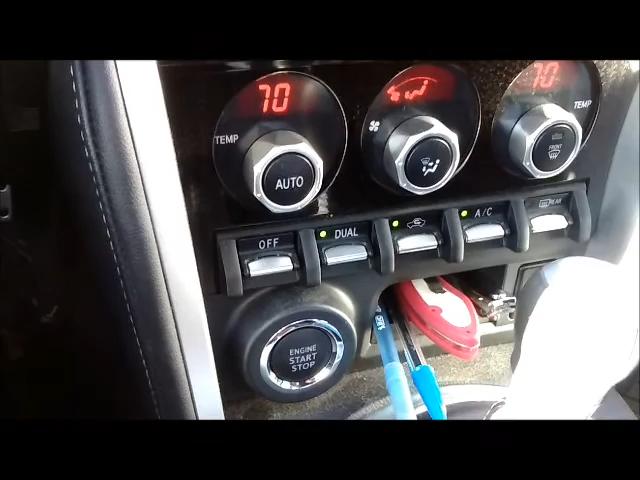 70
70
TEMP
TEMP
AUTO
FRONT
OFF
DUAL
A/C
REAR
ENGINE
START
STOP